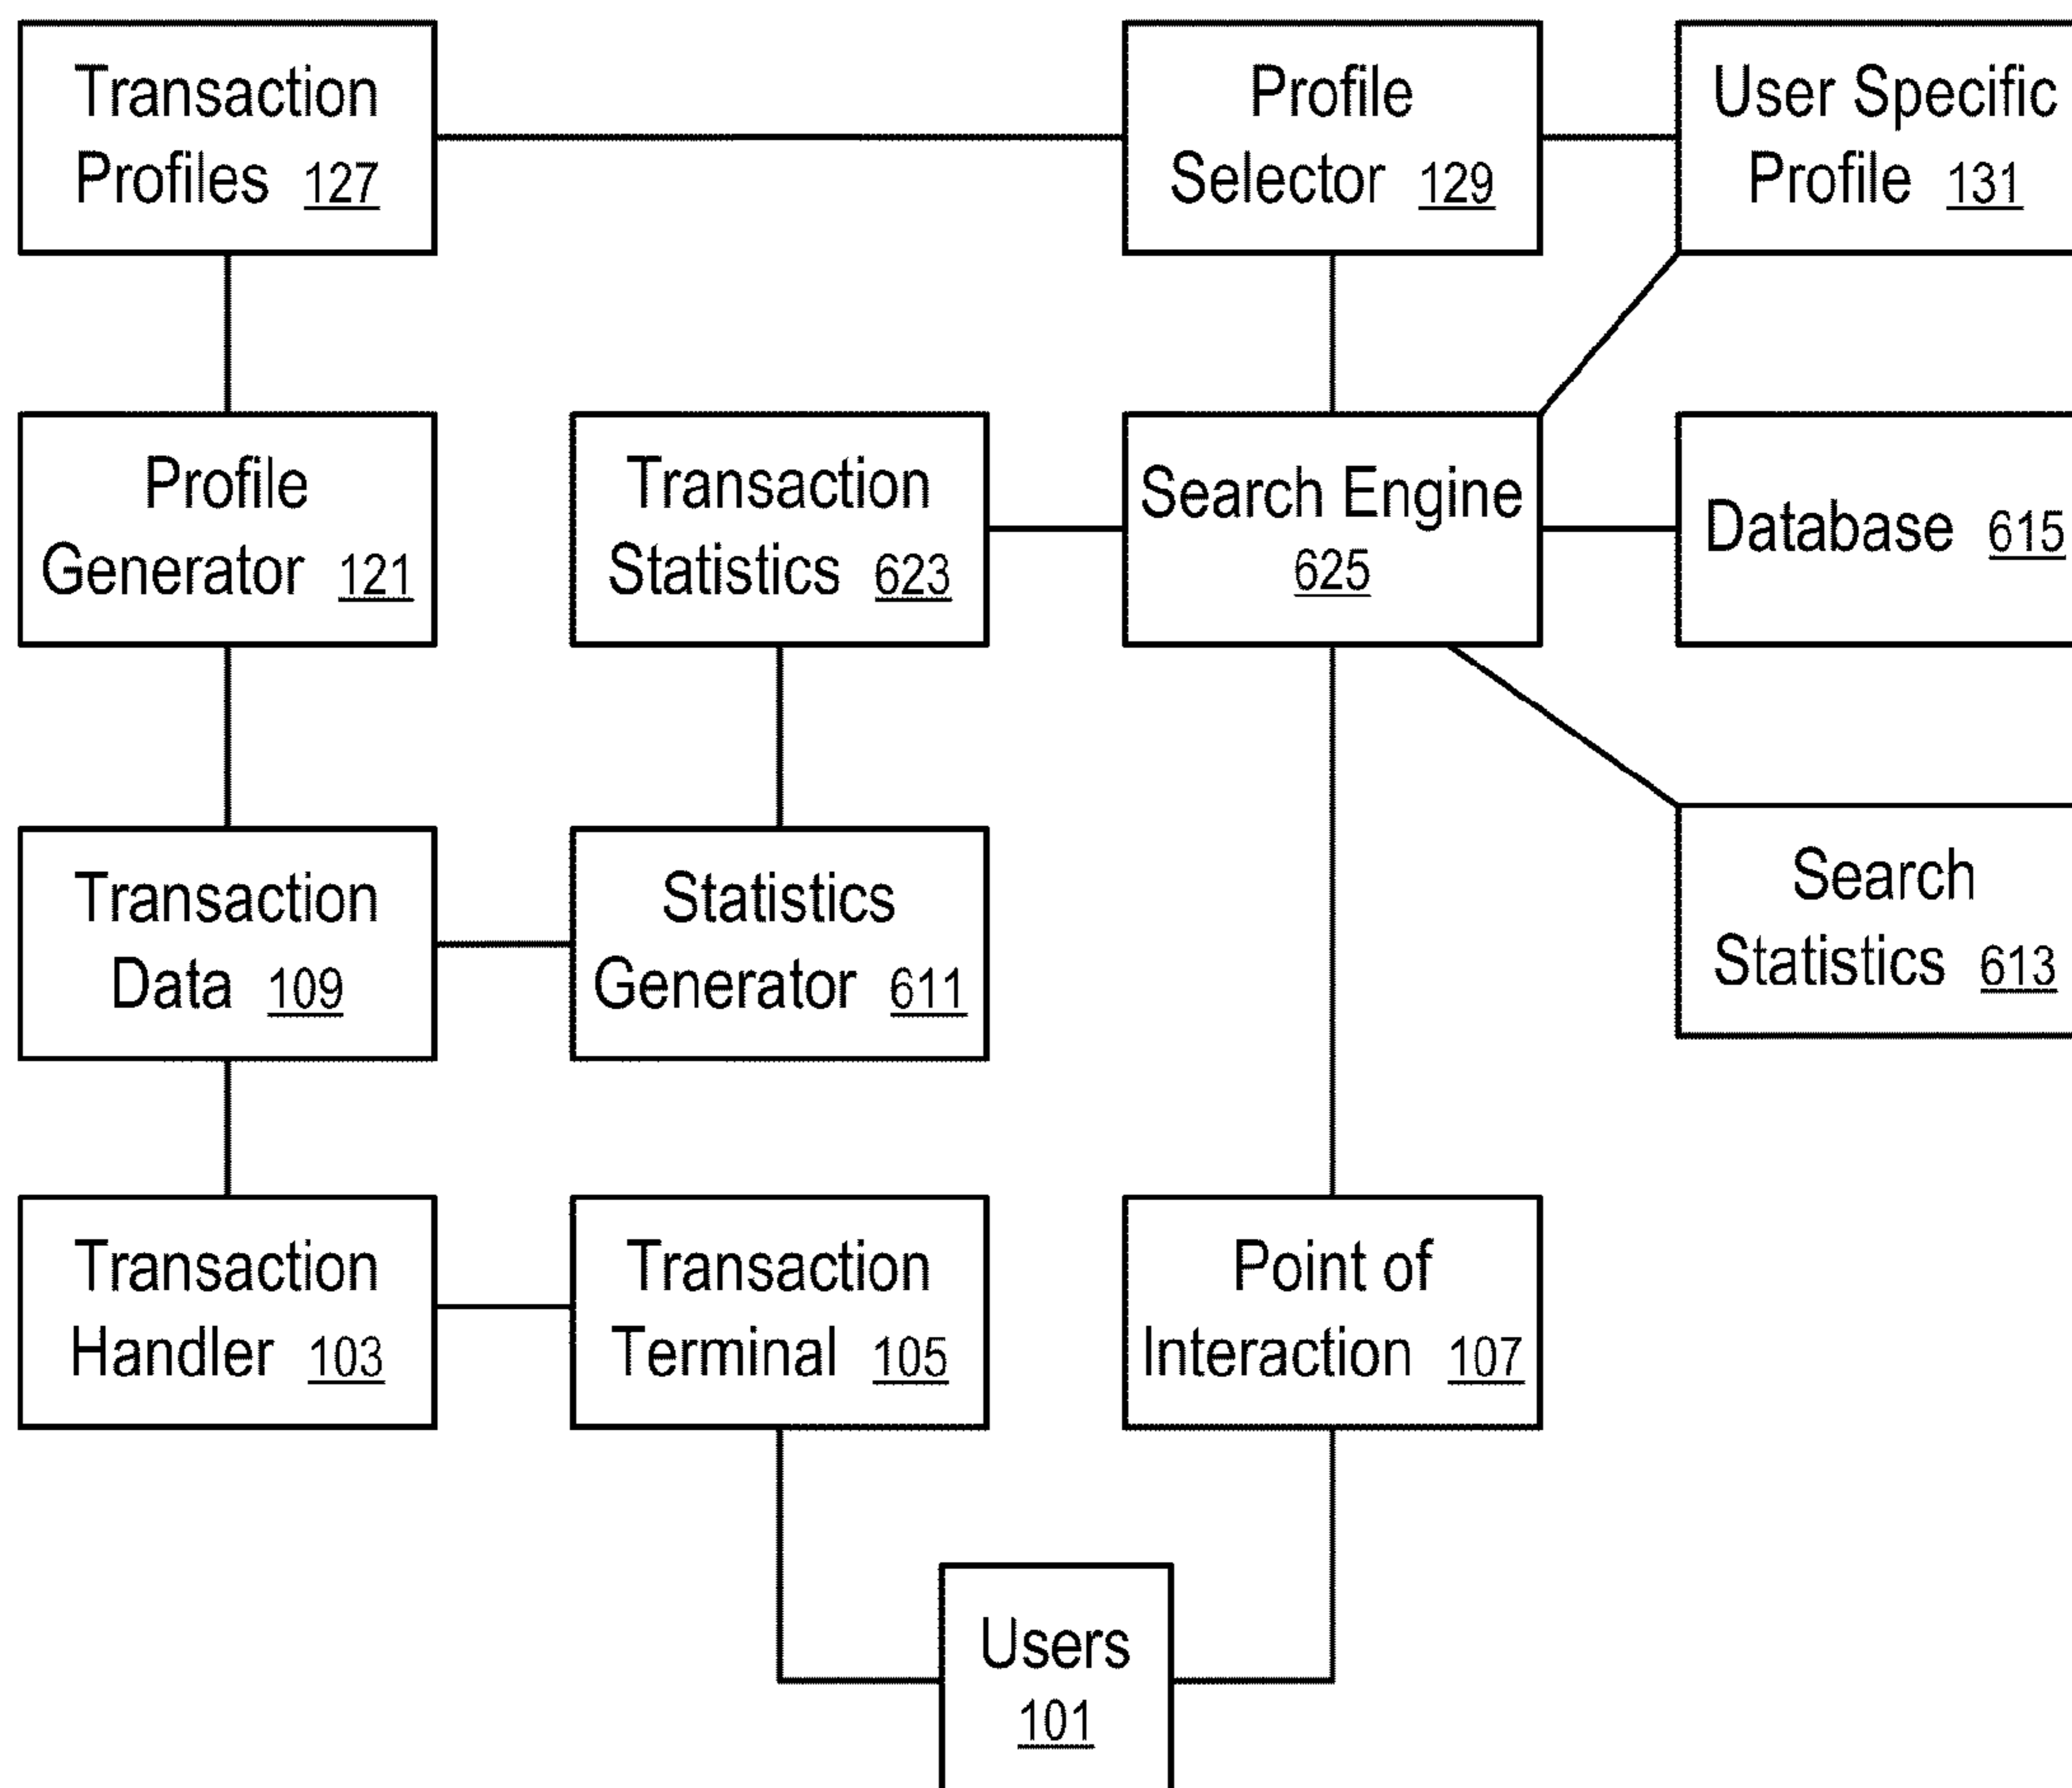 Transaction
Profiles 127
Profile
Selector 129
User Specific
Profile 131
Profile
Generator 121
Transaction
Statistics 623
Search Engine
625
Database 615
Transaction
Data 109
Statistics
Generator 611
Search
Statistics 613
Transaction
Handler 103
Transaction
Terminal 105
Point of
Interaction 107
Users
101